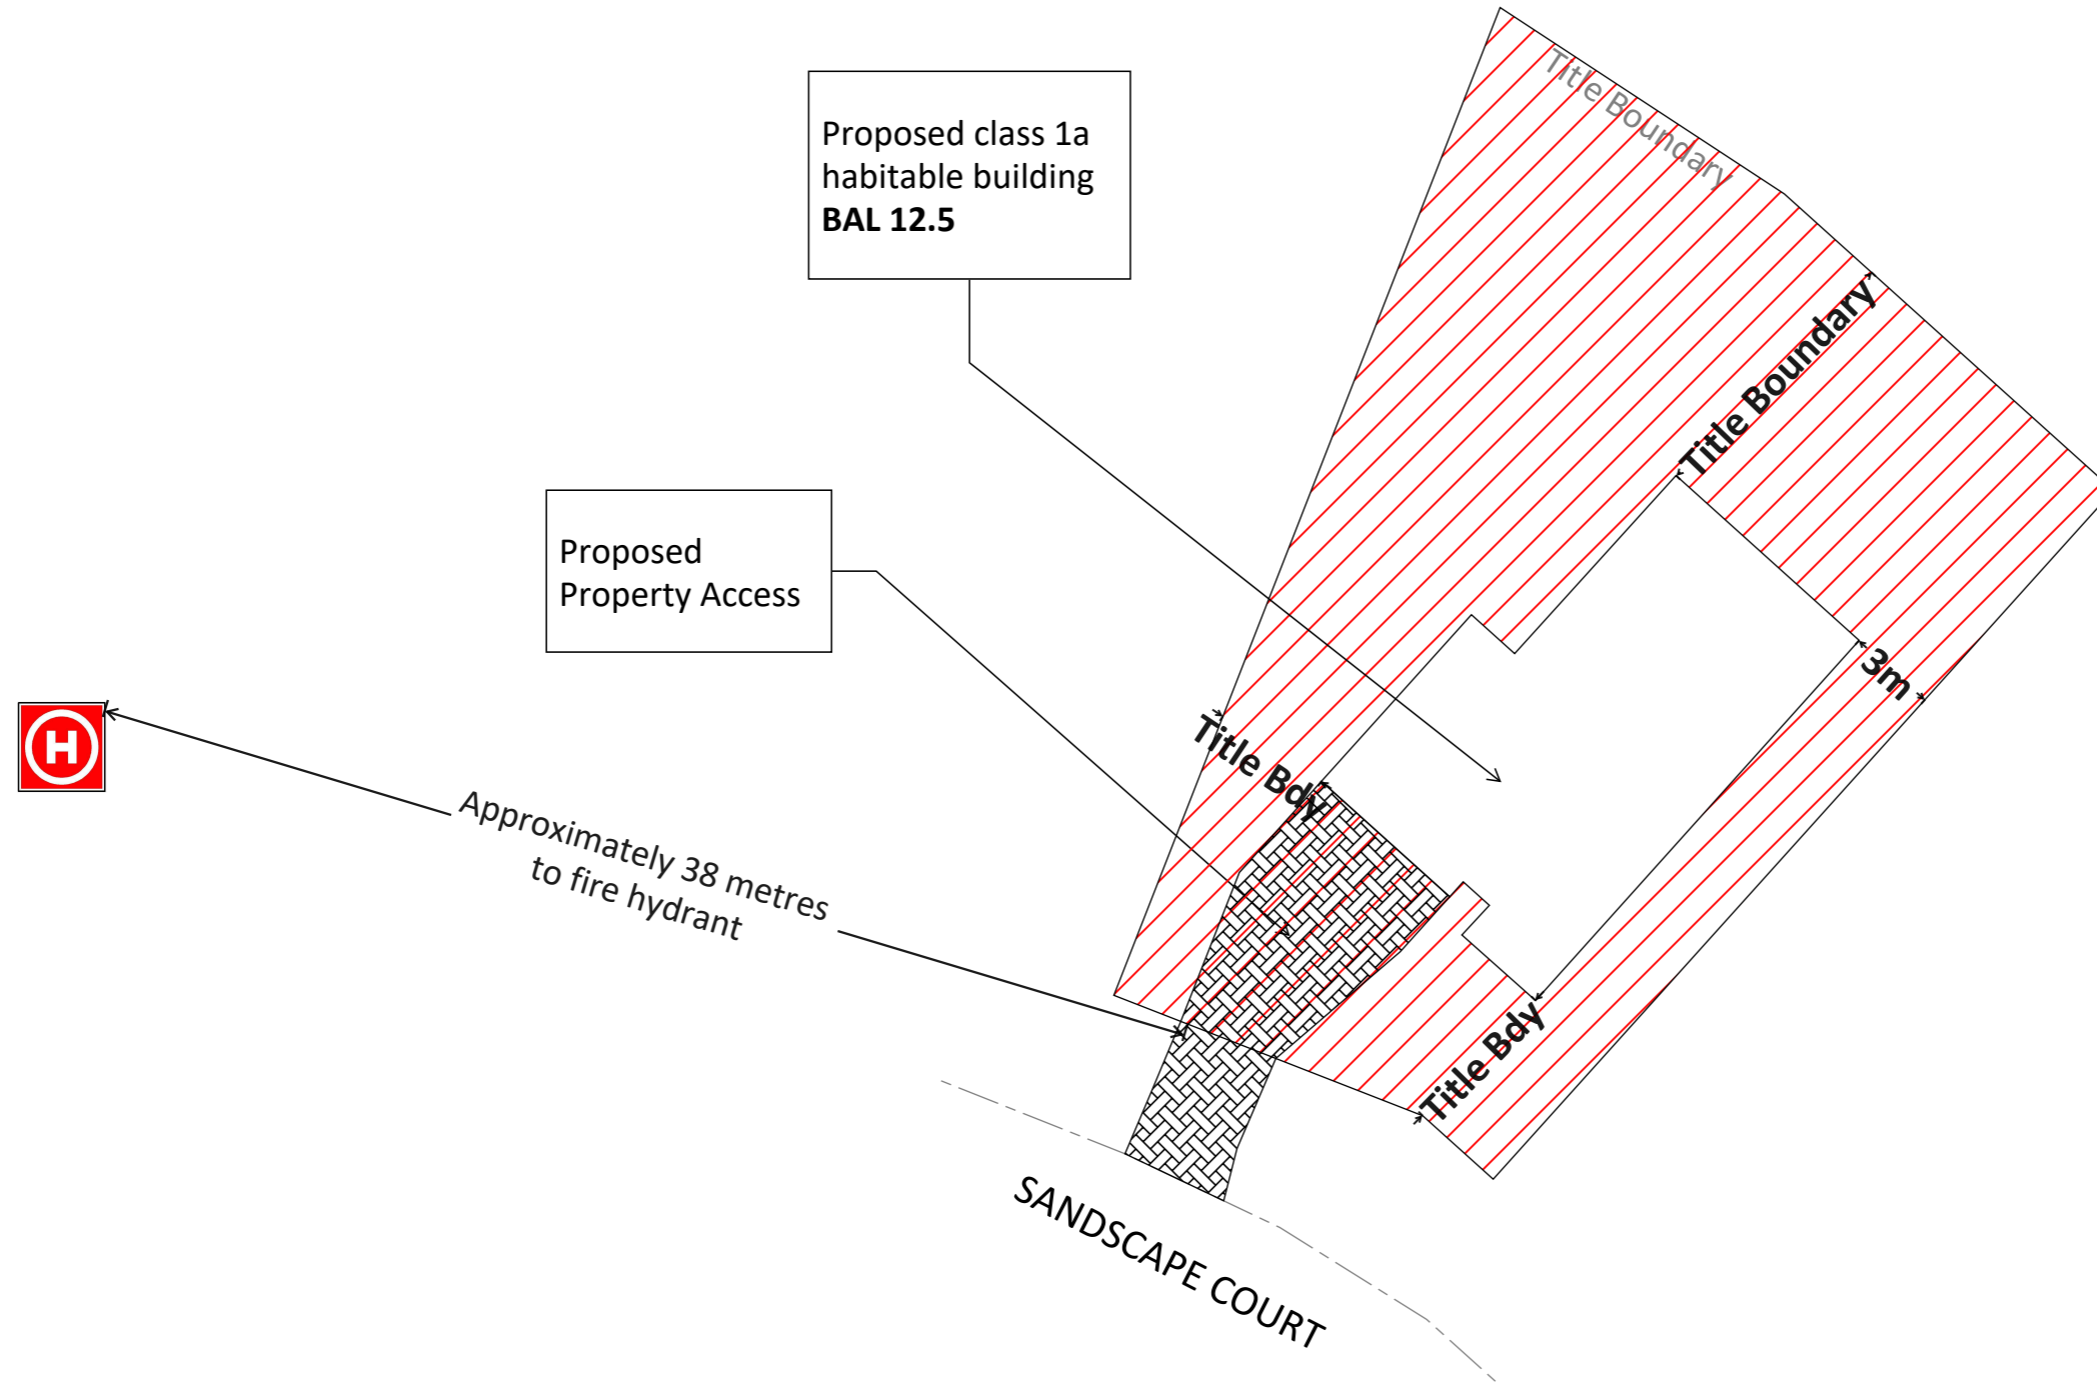 Title Boundary
Proposed class 1a
habitable building
BAL 12.5
Title Boundary
Proposed
Property Access
3m
H
Title Bdy
Approximately 38 metres
to fire hydrant
Title Bdy
SANDSCAPE COURT